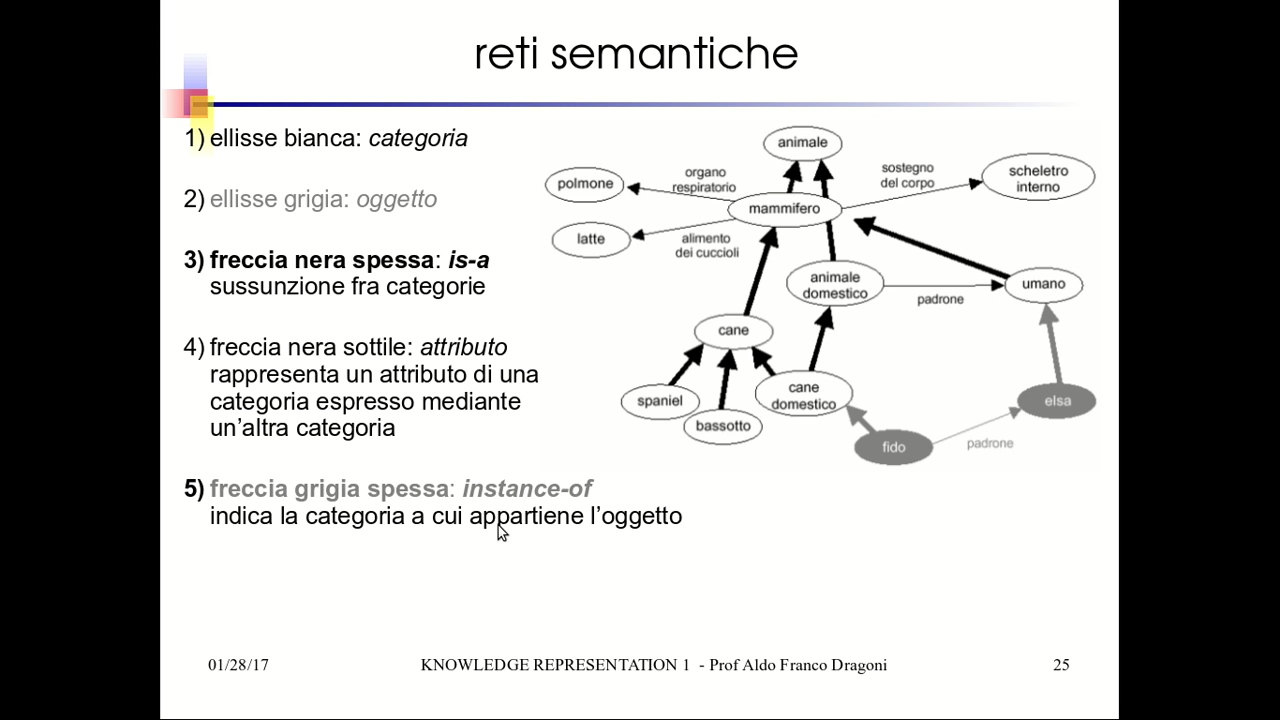 reti semantiche
1) ellisse bianca: categoria
2) ellisse grigia: oggetto
3) freccia nera spessa: is-a
sussunzione fra categorie
4) freccia nera sottile: attributo
rappresenta un attributo di una
categoria espresso mediante
un’altra categoria
5) freccia grigia spessa: instance-of
indica la categoria a cui appartiene l’oggetto
animale
polmone
organo
respiratorio
sostegno
del corpo
scheletro
interno
mammifero
latte
alimento
dei cuccioli
animale
domestico
padrone
umano
cane
spaniel
bassotto
cane
domestico
elsa
fido
padrone
01/28/17
KNOWLEDGE REPRESENTATION 1 - Prof Aldo Franco Dragoni
25